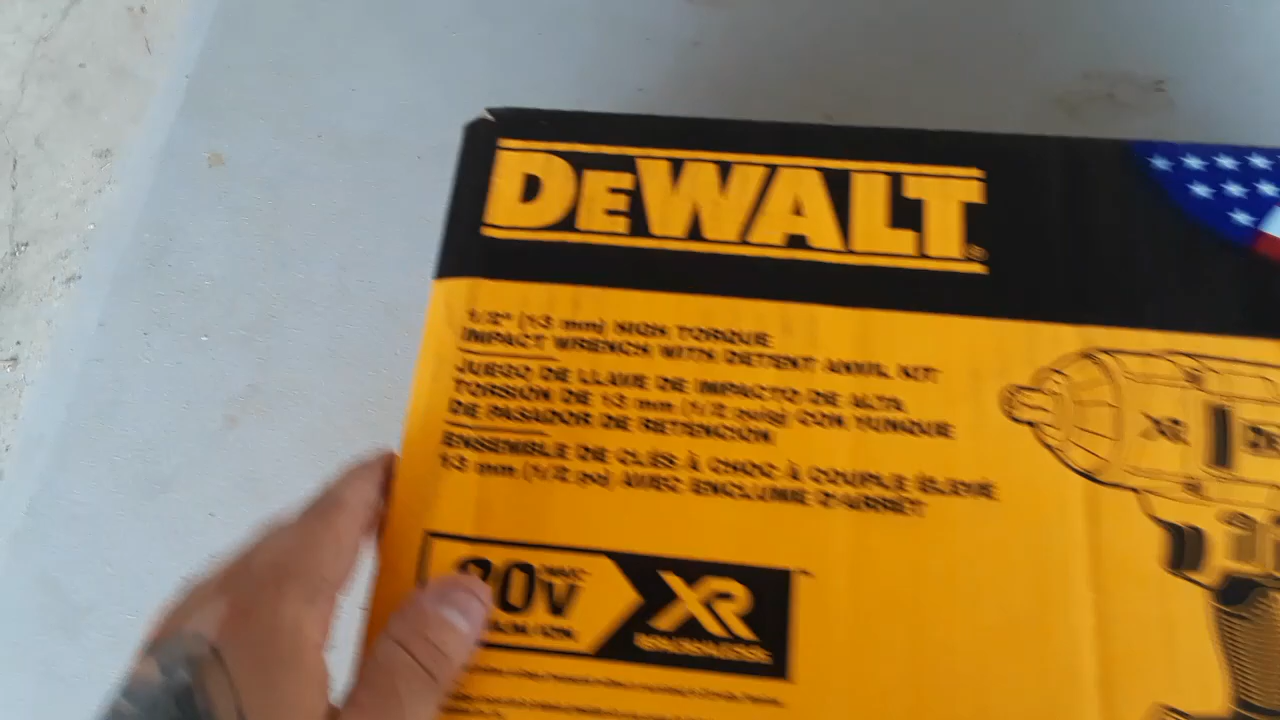 DEWALT
1/2" (13 mm) HIGH TORQUE
IMPACT WRENCH WITH DETENT ANVIL KIT
JUEGO DE LLAVE DE IMPACTO DE ALTA
TORSIÓN DE 13 mm (1/2 pulg) CON YUNQUE
DE PASADOR DE RETENCIÓN
ENSEMBLE DE CLÉS À CHOC À COUPLE ÉLEVÉ
13 mm (1/2 po) AVEC ENCLUME D'ARRÊT
20V MAX*
XR
BRUSHLESS
XR